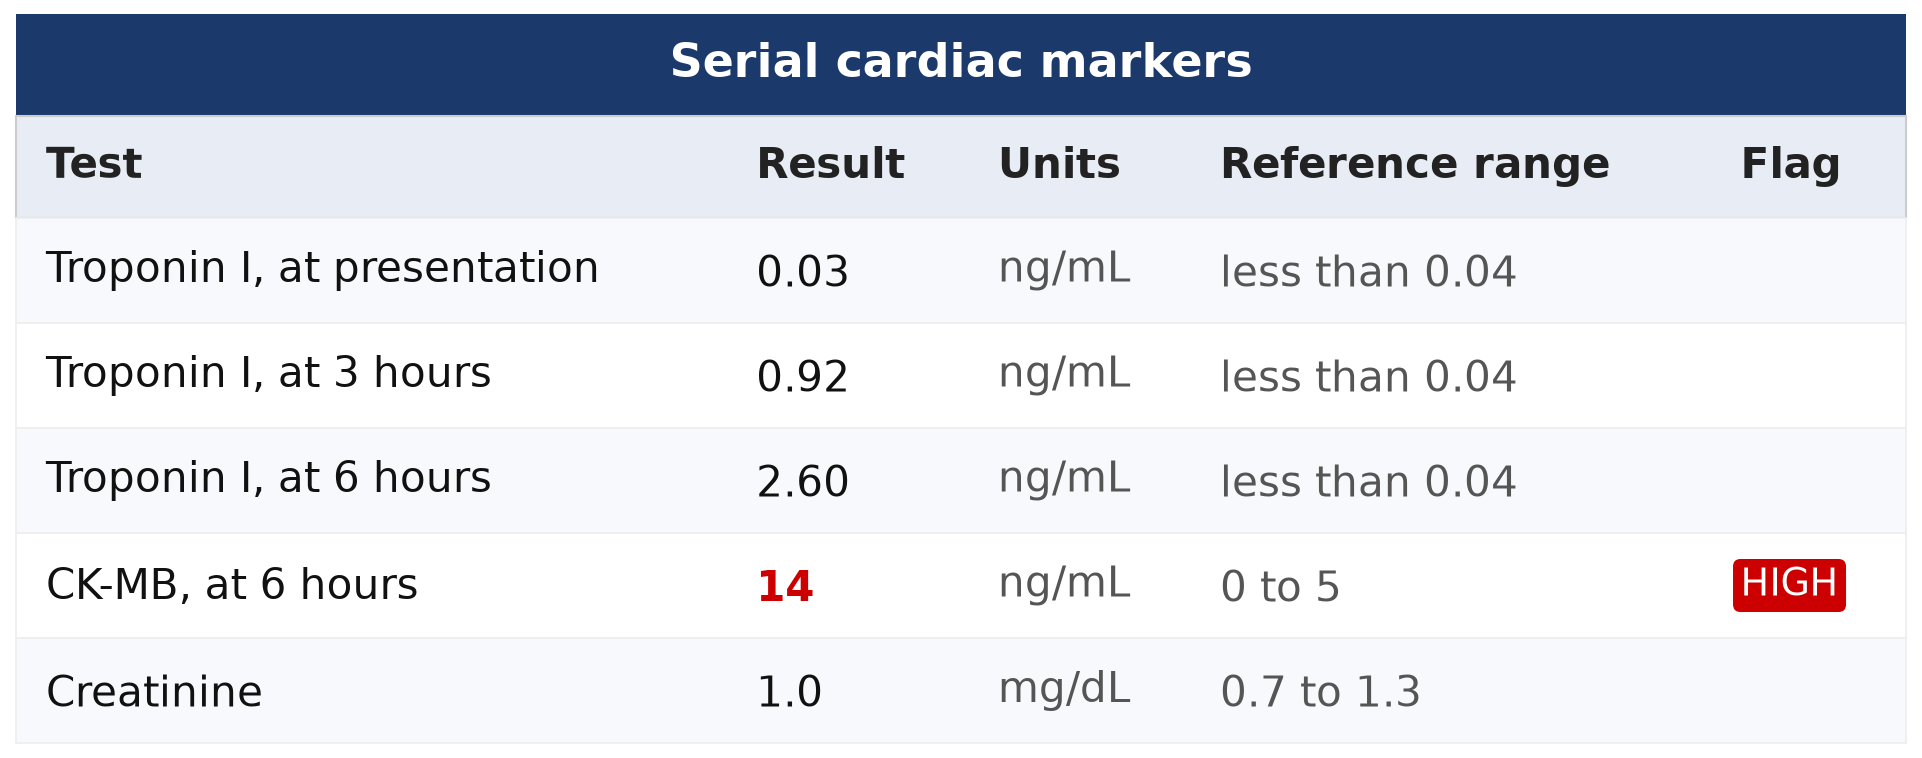 Serial cardiac markers
Test Result Units Reference range Flag
Troponin I, at presentation 0.03 ng/mL less than 0.04
Troponin I, at 3 hours 0.92 ng/mL less than 0.04
Troponin I, at 6 hours 2.60 ng/mL less than 0.04
CK-MB, at 6 hours 14 ng/mL 0 to 5 HIGH
Creatinine 1.0 mg/dL 0.7 to 1.3